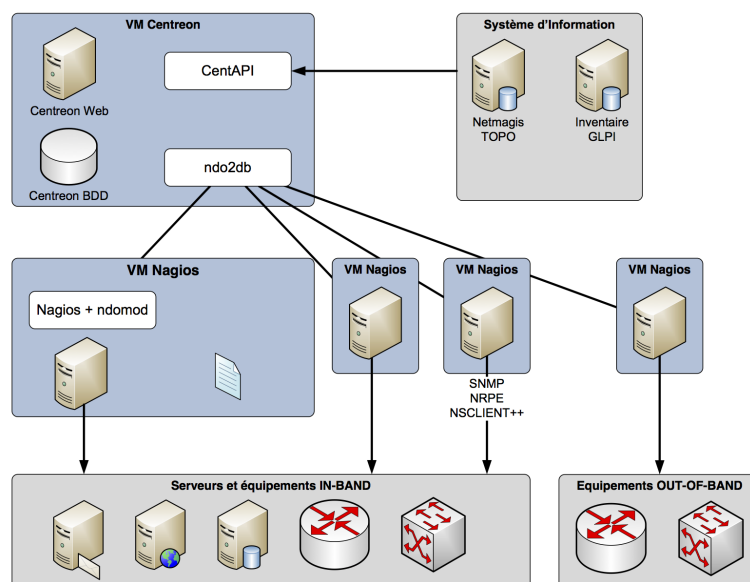 VM Centreon
Système d'Information
CentAPI
Centreon Web
Netmagis
TOPO
Inventaire
GLPI
ndo2db
Centreon BDD
VM Nagios
VM Nagios
VM Nagios
VM Nagios
Nagios + ndomod
SNMP
NRPE
NSCLIENT++
Serveurs et équipements IN-BAND
Equipements OUT-OF-BAND